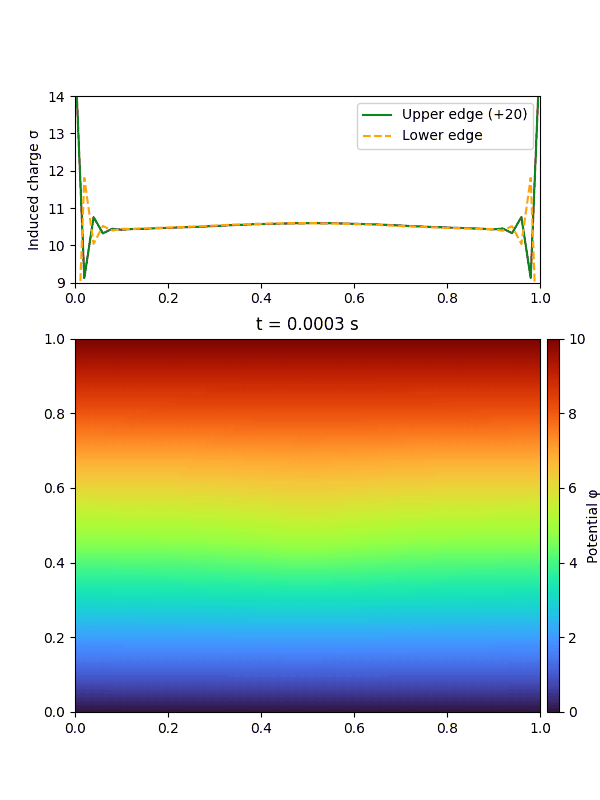 14
13
12
11
10
9
Induced charge σ
Upper edge (+20)
Lower edge
0.0 0.2 0.4 0.6 0.8 1.0
t = 0.0003 s
1.0
0.8
0.6
0.4
0.2
0.0
0.0 0.2 0.4 0.6 0.8 1.0
10
8
6
4
2
0
Potential φ